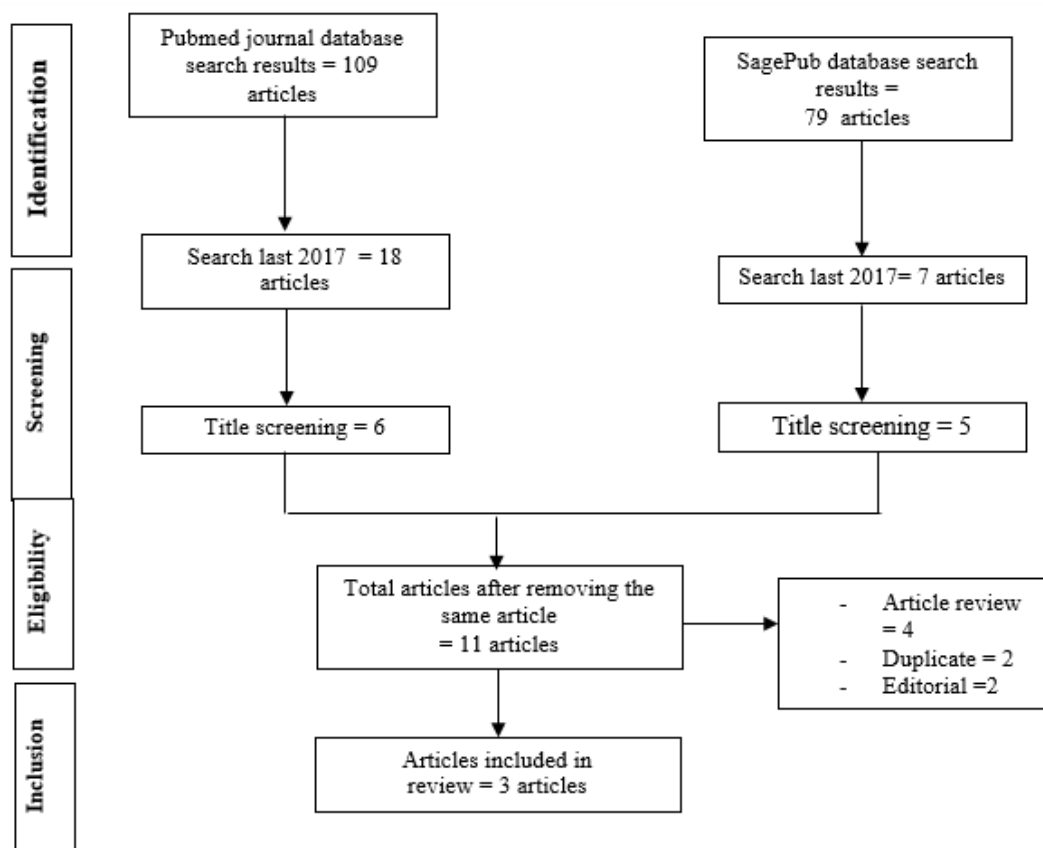 Identification
Pubmed journal database
search results = 109
articles
SagePub database search
results =
79 articles
Search last 2017 = 18
articles
Search last 2017= 7 articles
Screening
Title screening = 6
Title screening = 5
Eligibility
Total articles after removing the
same article
= 11 articles
- Article review
= 4
- Duplicate = 2
- Editorial =2
Inclusion
Articles included in
review = 3 articles